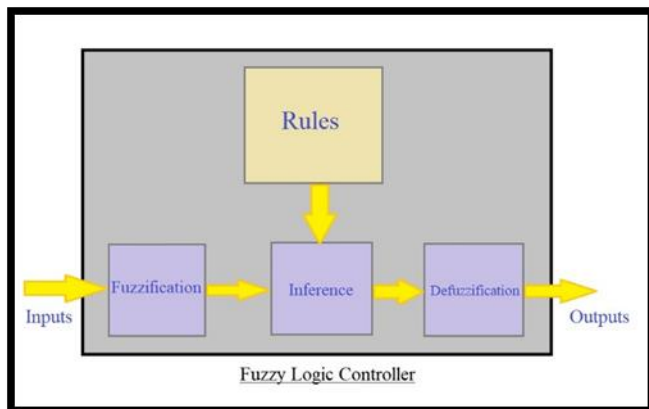 Rules
Fuzzification
Inference
Defuzzification
Inputs
Outputs
Fuzzy Logic Controller